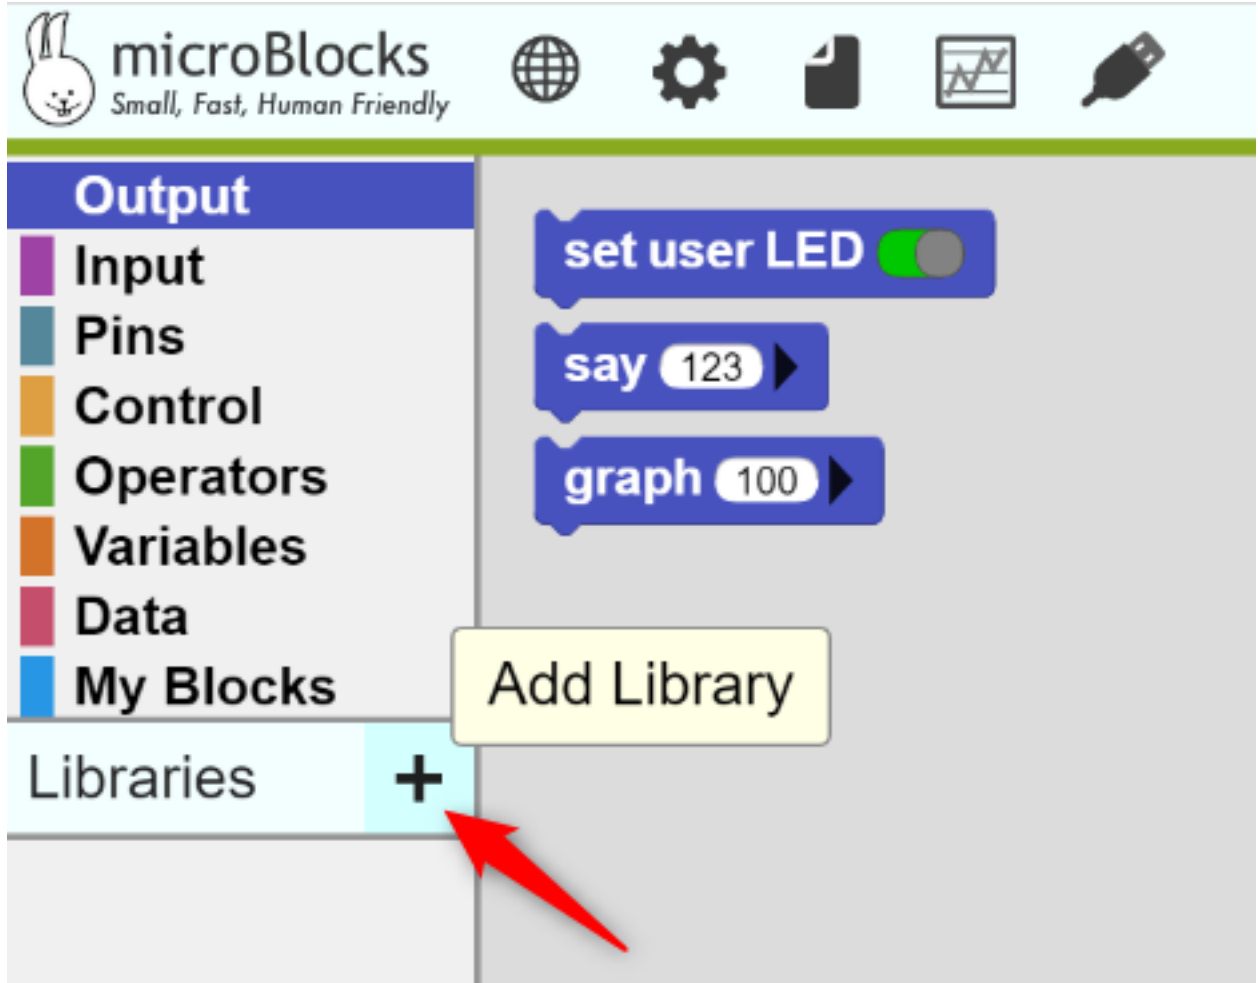 microBlocks
Small, Fast, Human Friendly
Output
Input
Pins
Control
Operators
Variables
Data
My Blocks
Libraries +
set user LED
say 123
graph 100
Add Library